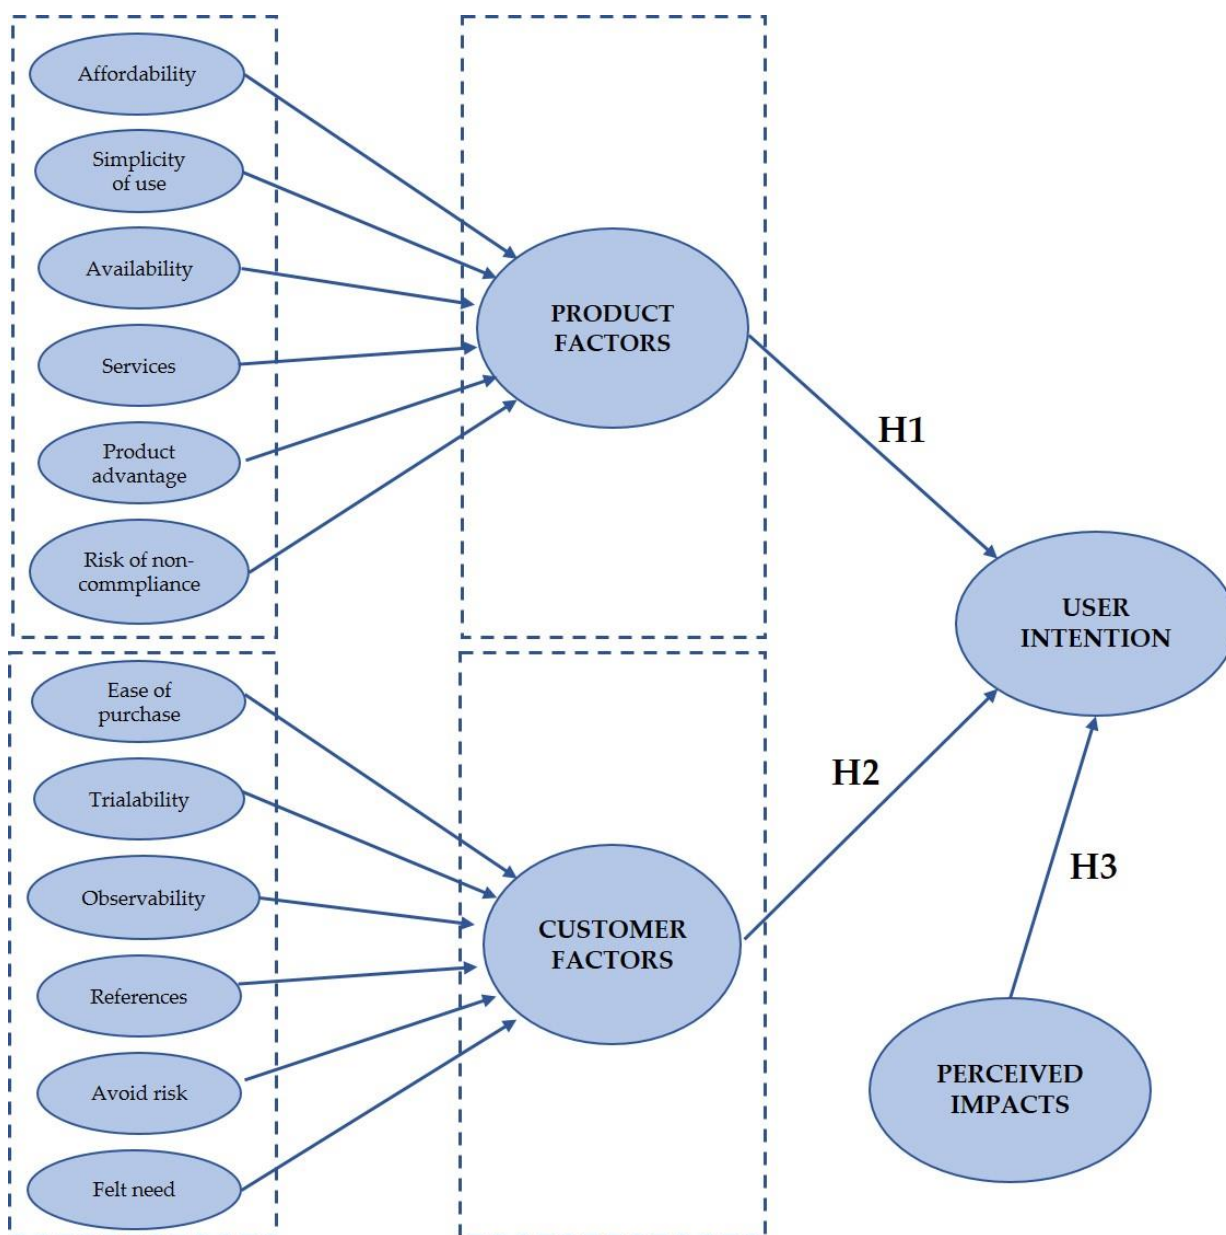 Affordability
Simplicity
of use
Availability
Services
Product
advantage
Risk of non-
commpliance
PRODUCT
FACTORS
H1
USER
INTENTION
Ease of
purchase
Trialability
Observability
References
Avoid risk
Felt need
CUSTOMER
FACTORS
H2
H3
PERCEIVED
IMPACTS